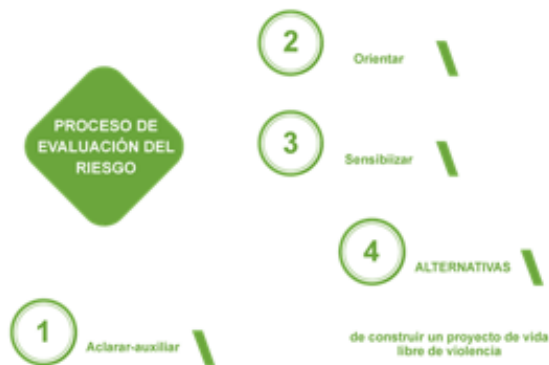 PROCESO DE
EVALUACIÓN DEL
RIESGO
2
Orientar
3
Sensibiizar
4
ALTERNATIVAS
de construir un proyecto de vida
libre de violencia
1
Aclarar-auxiliar